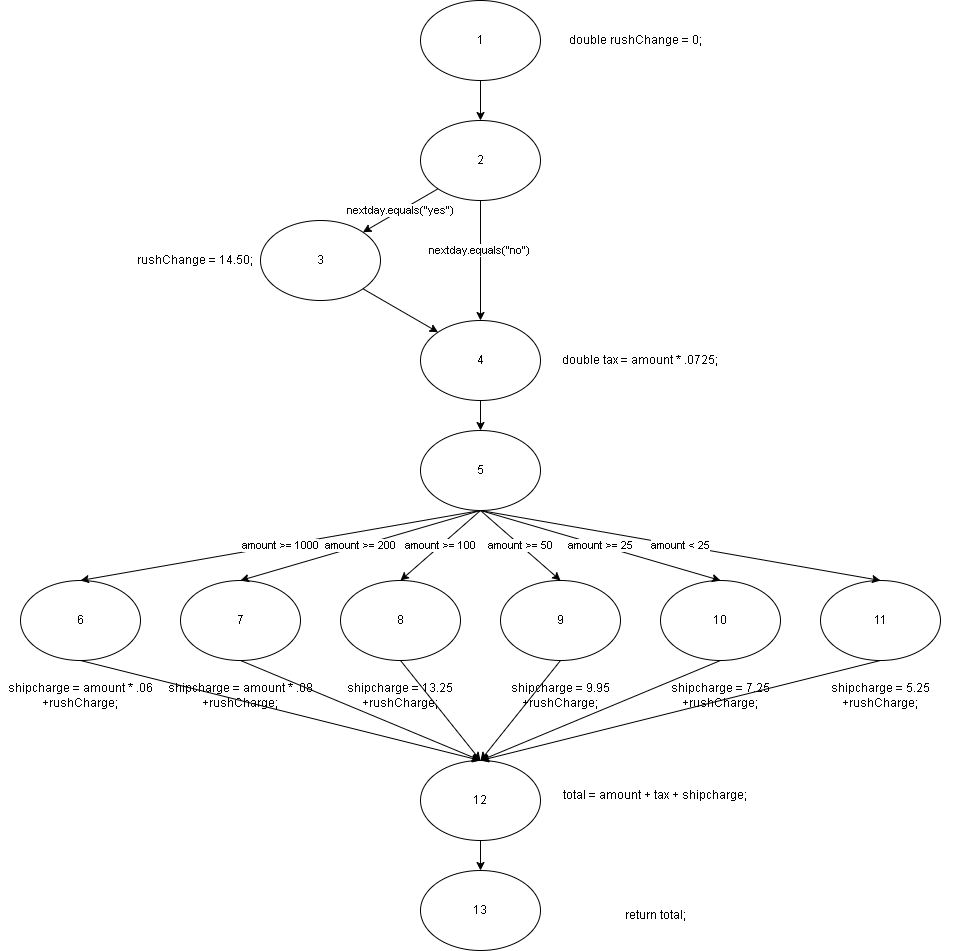 1
double rushChange = 0;
2
nextday.equals("yes")
nextday.equals("no")
rushChange = 14.50;
3
4
double tax = amount * .0725;
5
amount >= 1000
amount >= 200
amount >= 100
amount >= 50
amount >= 25
amount < 25
6
7
8
9
10
11
shipcharge = amount * .06
+rushCharge;
shipcharge = amount * .08
+rushCharge;
shipcharge = 13.25
+rushCharge;
shipcharge = 9.95
+rushCharge;
shipcharge = 7.25
+rushCharge;
shipcharge = 5.25
+rushCharge;
12
total = amount + tax + shipcharge;
13
return total;